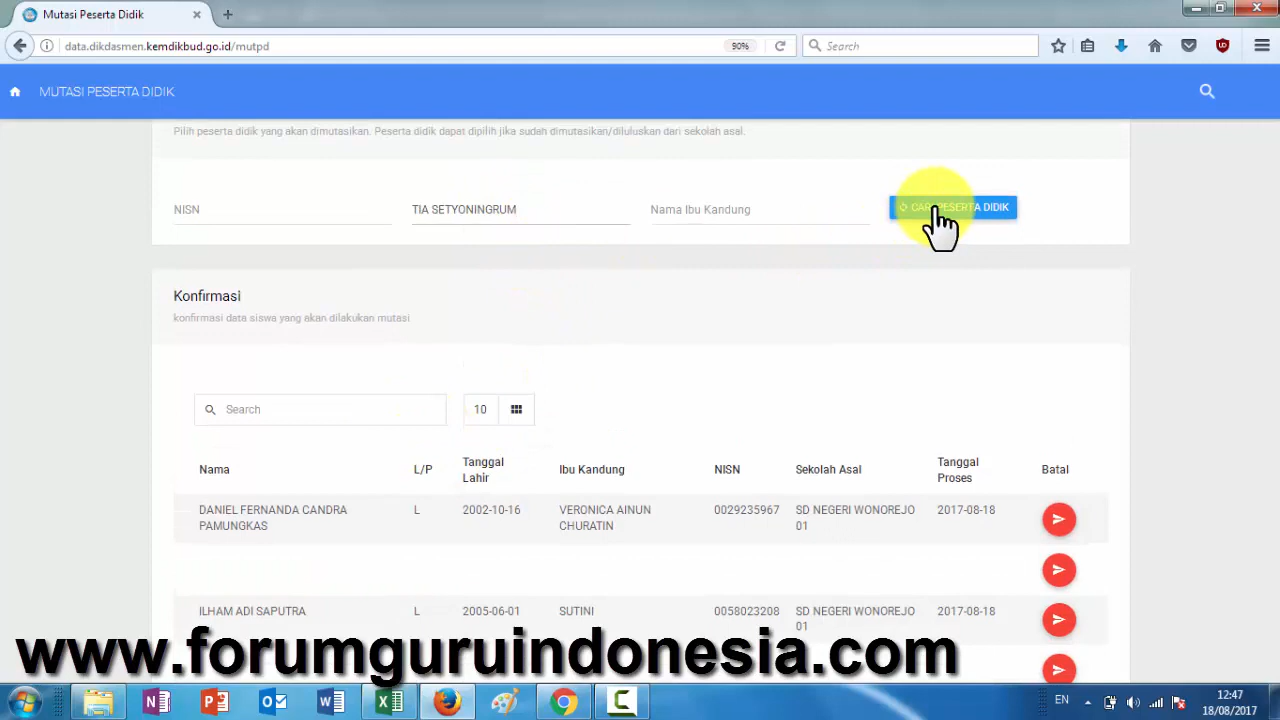 Mutasi Peserta Didik
data.dikdasmen.kemdikbud.go.id/mutpd
90%
Search
MUTASI PESERTA DIDIK
Pilih peserta didik yang akan dimutasikan. Peserta didik dapat dipilih jika sudah dimutasikan/diluluskan dari sekolah asal.
NISN
TIA SETYONINGRUM
Nama Ibu Kandung
CARI PESERTA DIDIK
Konfirmasi
konfirmasi data siswa yang akan dilakukan mutasi
Search
10
Nama
L/P
Tanggal
Lahir
Ibu Kandung
NISN
Sekolah Asal
Tanggal
Proses
Batal
DANIEL FERNANDA CANDRA
PAMUNGKAS
L
2002-10-16
VERONICA AINUN
CHURATIN
0029235967
SD NEGERI WONOREJO
01
2017-08-18
ILHAM ADI SAPUTRA
L
2005-06-01
SUTINI
0058023208
SD NEGERI WONOREJO
01
2017-08-18
www.forumguruindonesia.com
EN
12:47
18/08/2017